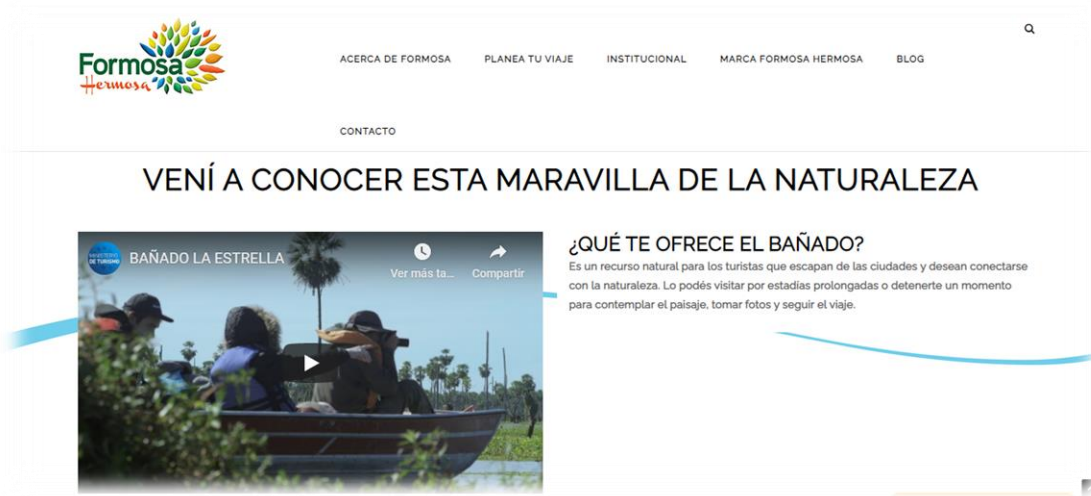 Formosa
Hermosa
ACERCA DE FORMOSA PLANEA TU VIAJE INSTITUCIONAL MARCA FORMOSA HERMOSA BLOG
CONTACTO
VENÍ A CONOCER ESTA MARAVILLA DE LA NATURALEZA
MINISTERIO
DE TURISMO
BAÑADO LA ESTRELLA
Ver más ta... Compartir
¿QUÉ TE OFRECE EL BAÑADO?
Es un recurso natural para los turistas que escapan de las ciudades y desean conectarse
con la naturaleza. Lo podés visitar por estadías prolongadas o detenerte un momento
para contemplar el paisaje, tomar fotos y seguir el viaje.